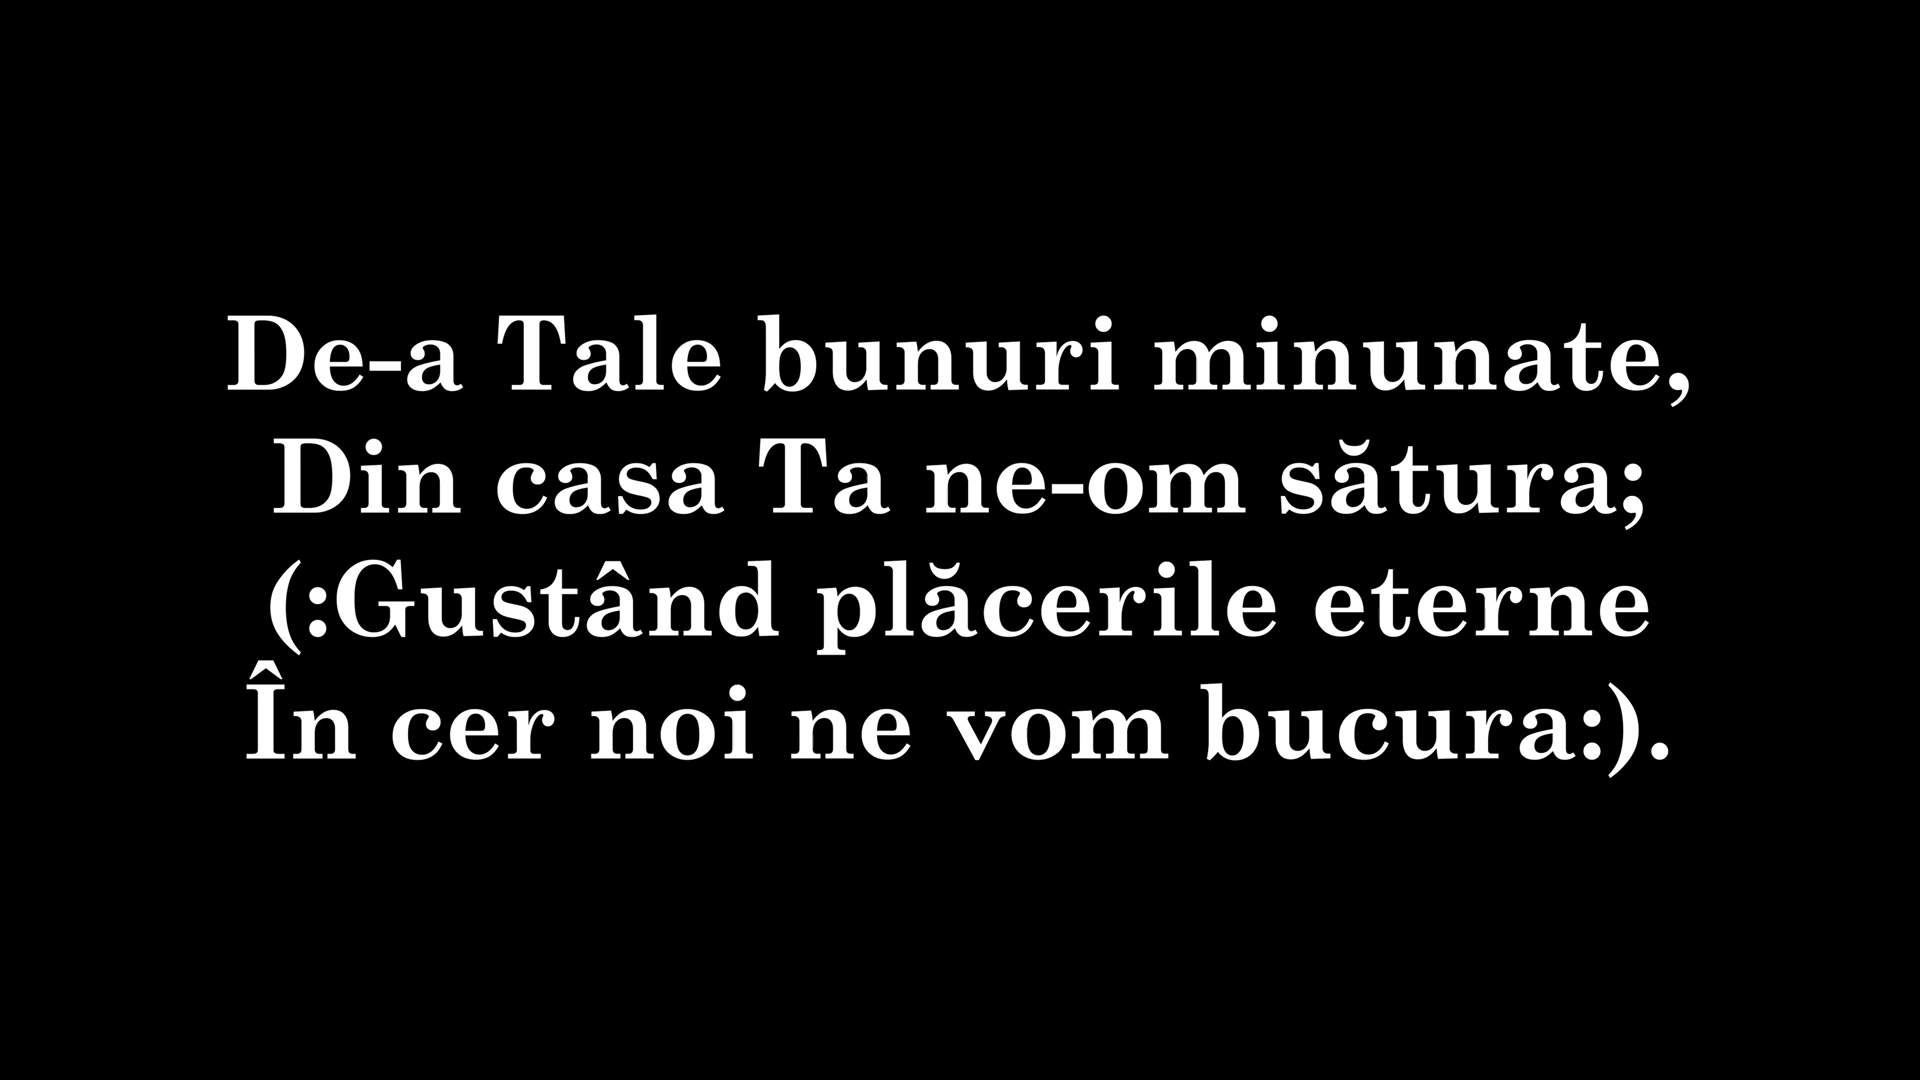 De-a Tale bunuri minunate,
Din casa Ta ne-om sătura;
(:Gustând plăcerile eterne
În cer noi ne vom bucura:).